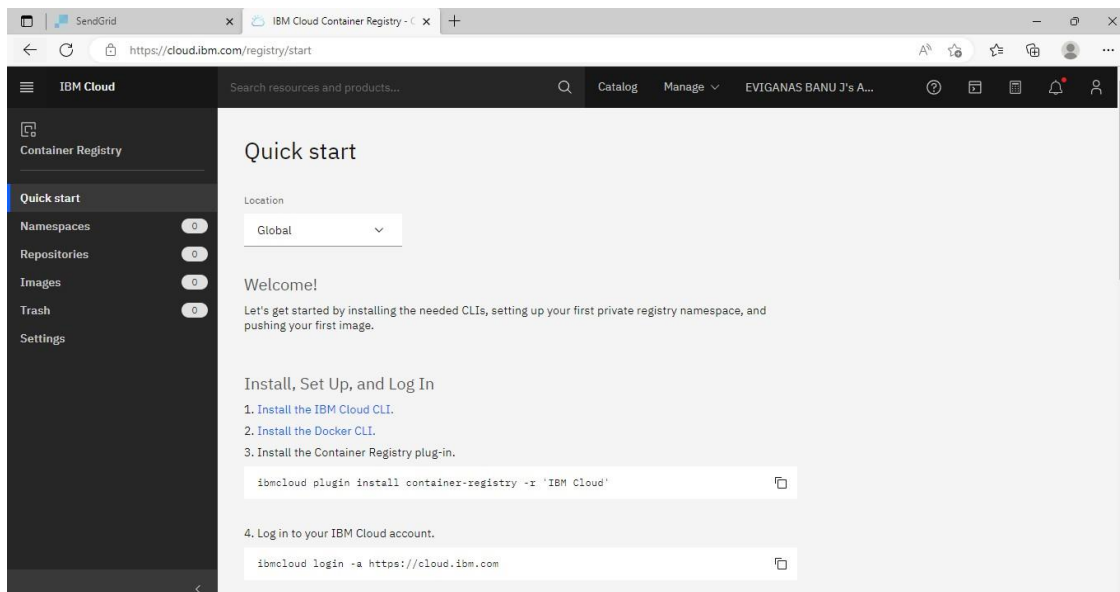 SendGrid
IBM Cloud Container Registry - C
https://cloud.ibm.com/registry/start
IBM Cloud
Search resources and products...
Catalog
Manage
EVIGANAS BANU J's A...
Container Registry
Quick start
Namespaces 0
Repositories 0
Images 0
Trash 0
Settings
Quick start
Location
Global
Welcome!
Let's get started by installing the needed CLIs, setting up your first private registry namespace, and
pushing your first image.
Install, Set Up, and Log In
1. Install the IBM Cloud CLI.
2. Install the Docker CLI.
3. Install the Container Registry plug-in.
ibmcloud plugin install container-registry -r 'IBM Cloud'
4. Log in to your IBM Cloud account.
ibmcloud login -a https://cloud.ibm.com